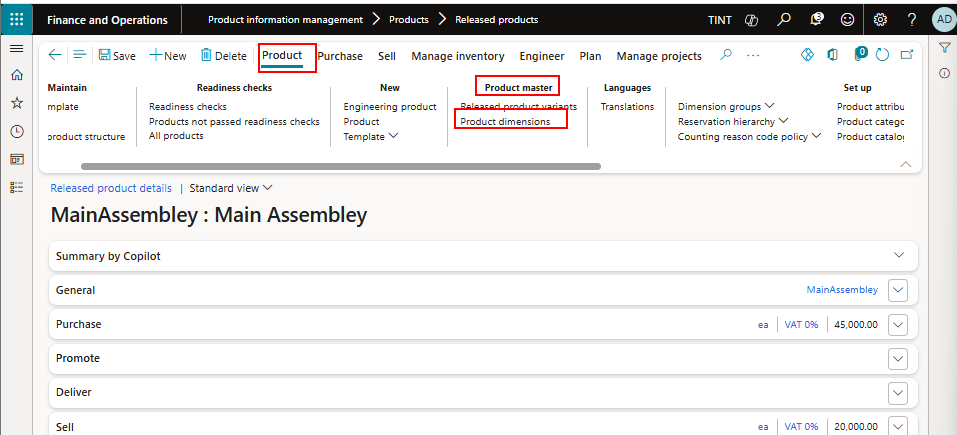 Finance and Operations Product information management Products Released products TINT 3 ? AD
Save New Delete Product Purchase Sell Manage inventory Engineer Plan Manage projects ... 0
Maintain Readiness checks New Product master Languages Set up
mplate Readiness checks Engineering product Released product variants Translations Dimension groups Product attribu
Products not passed readiness checks Product Product dimensions Reservation hierarchy Product catego
product structure All products Template Counting reason code policy Product catalog
Released product details | Standard view
MainAssembley : Main Assembley
Summary by Copilot
General MainAssembley
Purchase ea VAT 0% 45,000.00
Promote
Deliver
Sell ea VAT 0% 20,000.00